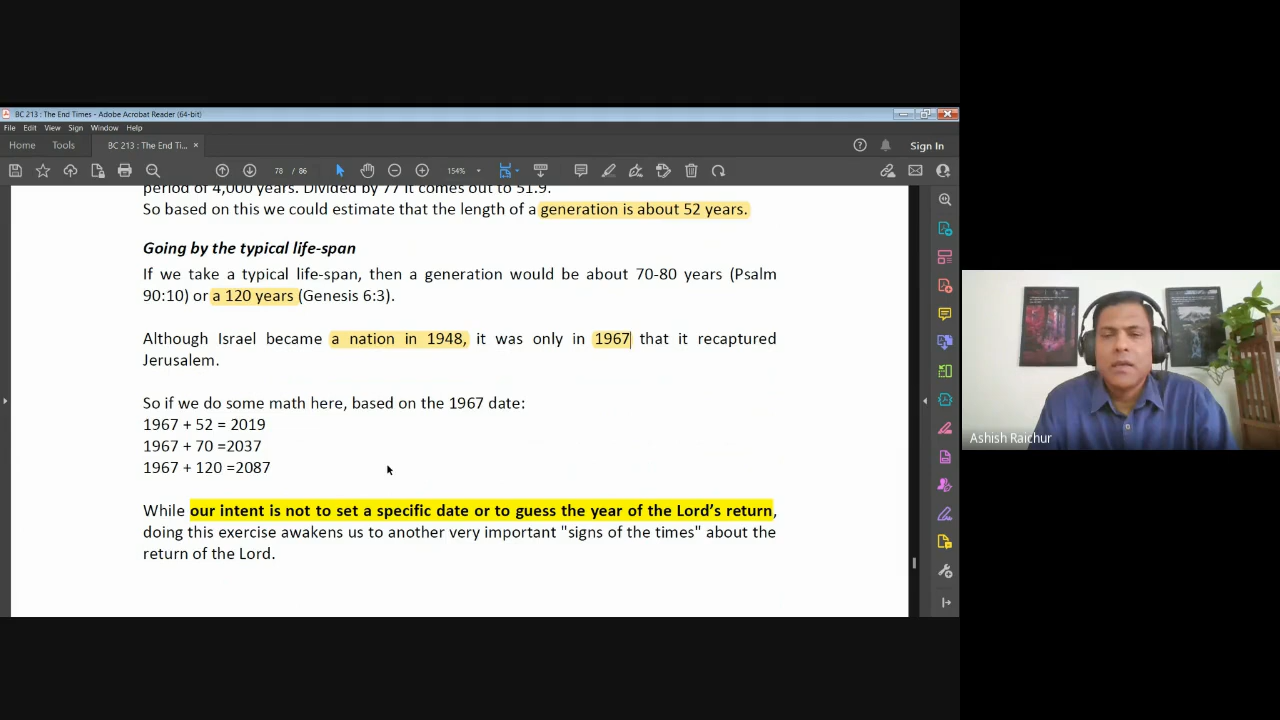 BC 213 : The End Times - Adobe Acrobat Reader (64-bit)
File Edit View Sign Window Help
Home Tools BC 213 : The End Ti... × Sign In
78 / 86 154%
period of 4,000 years. Divided by 77 it comes out to 51.9.
So based on this we could estimate that the length of a generation is about 52 years.
Going by the typical life-span
If we take a typical life-span, then a generation would be about 70-80 years (Psalm
90:10) or a 120 years (Genesis 6:3).
Although Israel became a nation in 1948, it was only in 1967 that it recaptured
Jerusalem.
So if we do some math here, based on the 1967 date:
1967 + 52 = 2019
1967 + 70 =2037
1967 + 120 =2087
While our intent is not to set a specific date or to guess the year of the Lord’s return,
doing this exercise awakens us to another very important "signs of the times" about the
return of the Lord.
Ashish Raichur